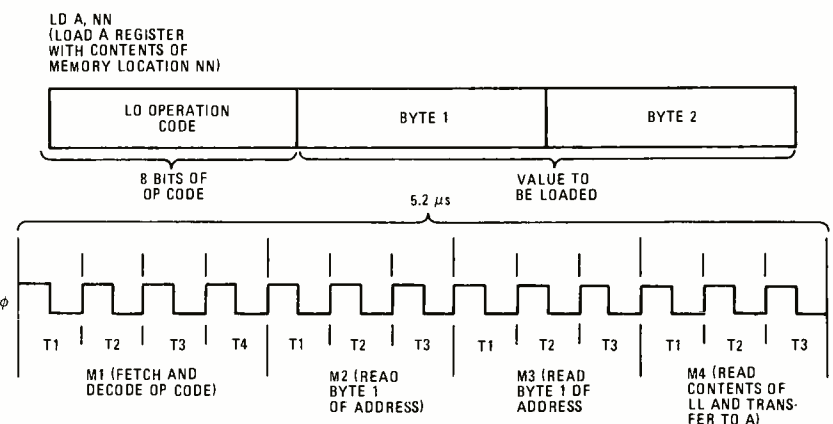 LD A, NN
(LOAD A REGISTER
WITH CONTENTS OF
MEMORY LOCATION NN)
LO OPERATION
CODE
BYTE 1
BYTE 2
8 BITS OF
OP CODE
VALUE TO
BE LOADED
5.2 μs
φ
T1 T2 T3 T4 T1 T2 T3 T1 T2 T3 T1 T2 T3
M1 (FETCH AND
DECODE OP CODE)
M2 (READ
BYTE 1
OF ADDRESS)
M3 (READ
BYTE 1 OF
ADDRESS
M4 (READ
CONTENTS OF
LL AND TRANS-
FER TO A)